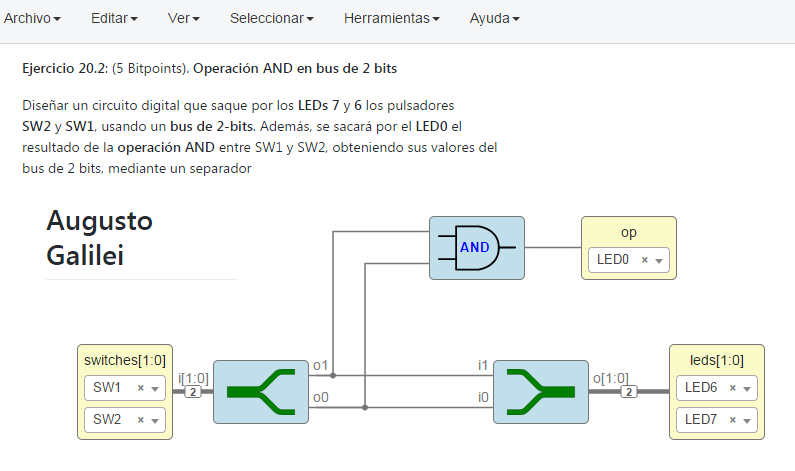 Archivo Editar Ver Seleccionar Herramientas Ayuda
Ejercicio 20.2: (5 Bitpoints). Operación AND en bus de 2 bits
Diseñar un circuito digital que saque por los LEDs 7 y 6 los pulsadores
SW2 y SW1, usando un bus de 2-bits. Además, se sacará por el LED0 el
resultado de la operación AND entre SW1 y SW2, obteniendo sus valores del
bus de 2 bits, mediante un separador
Augusto
Galilei
AND
op
LED0 ×
switches[1:0]
SW1 ×
SW2 ×
i[1:0]
2
o1
o0
i1
i0
o[1:0]
2
leds[1:0]
LED6 ×
LED7 ×